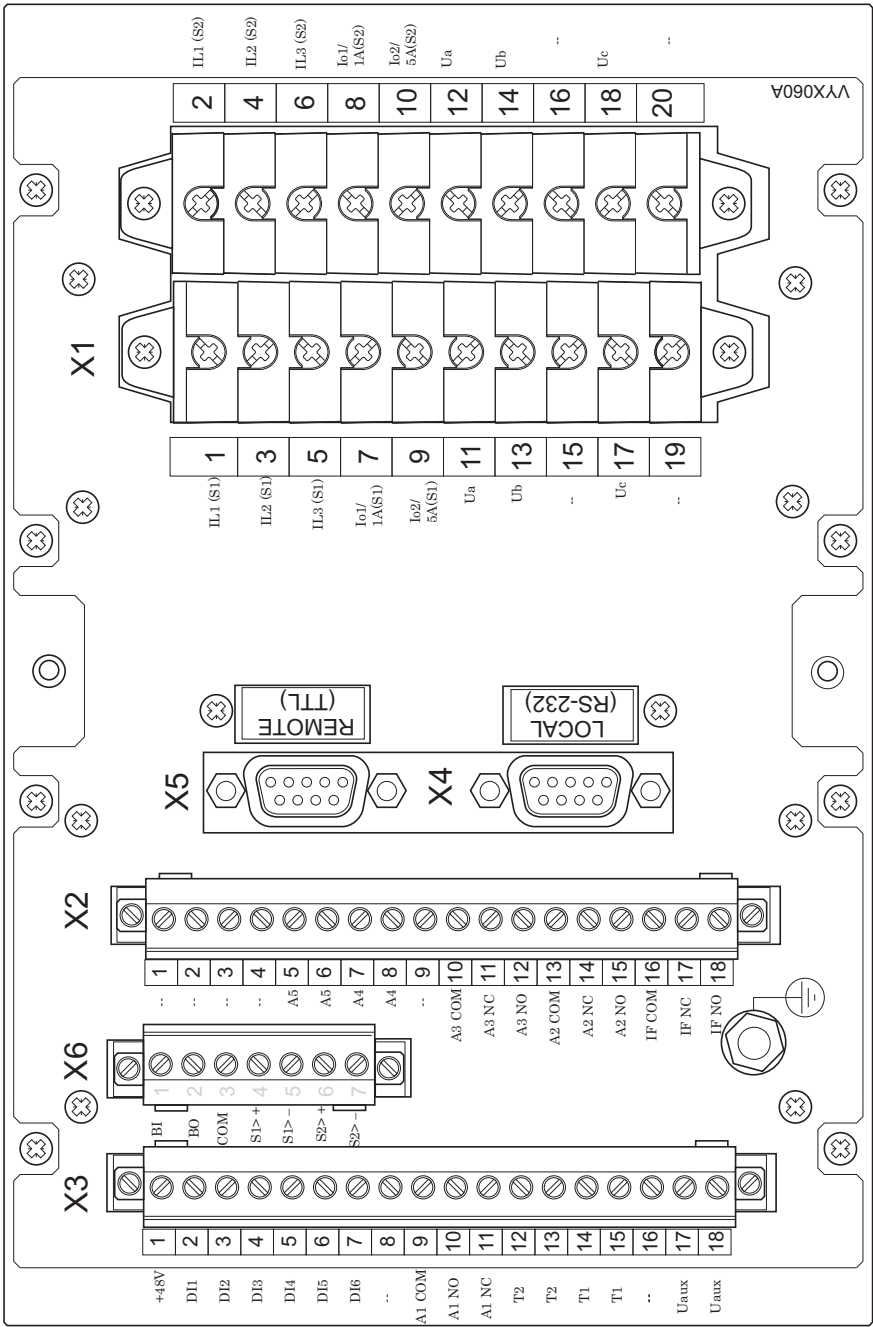 IL1 (S2)
IL2 (S2)
IL3 (S2)
Io1/
1A(S2)
Io2/
5A(S2)
Ua
Ub
--
Uc
--
2
4
6
8
10
12
14
16
18
20
VYX060A
X1
1
3
5
7
9
11
13
15
17
19
IL1 (S1)
IL2 (S1)
IL3 (S1)
Io1/
1A(S1)
Io2/
5A(S1)
Ua
Ub
--
Uc
--
REMOTE
(TTL)
LOCAL
(RS-232)
X5
X4
X2
1
2
3
4
5
6
7
8
9
10
11
12
13
14
15
16
17
18
--
--
--
--
A5
A5
A4
A4
--
A3 COM
A3 NC
A3 NO
A2 COM
A2 NC
A2 NO
IF COM
IF NC
IF NO
X6
1
2
3
4
5
6
7
BI
BO
COM
S1>+
S1>-
S2>+
S2>-
X3
1
2
3
4
5
6
7
8
9
10
11
12
13
14
15
16
17
18
+48V
DI1
DI2
DI3
DI4
DI5
DI6
--
A1 COM
A1 NO
A1 NC
T2
T2
T1
T1
--
Uaux
Uaux